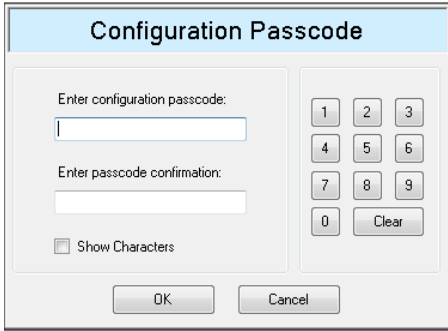 Configuration Passcode
Enter configuration passcode:
Enter passcode confirmation:
Show Characters
1 2 3
4 5 6
7 8 9
0 Clear
OK Cancel